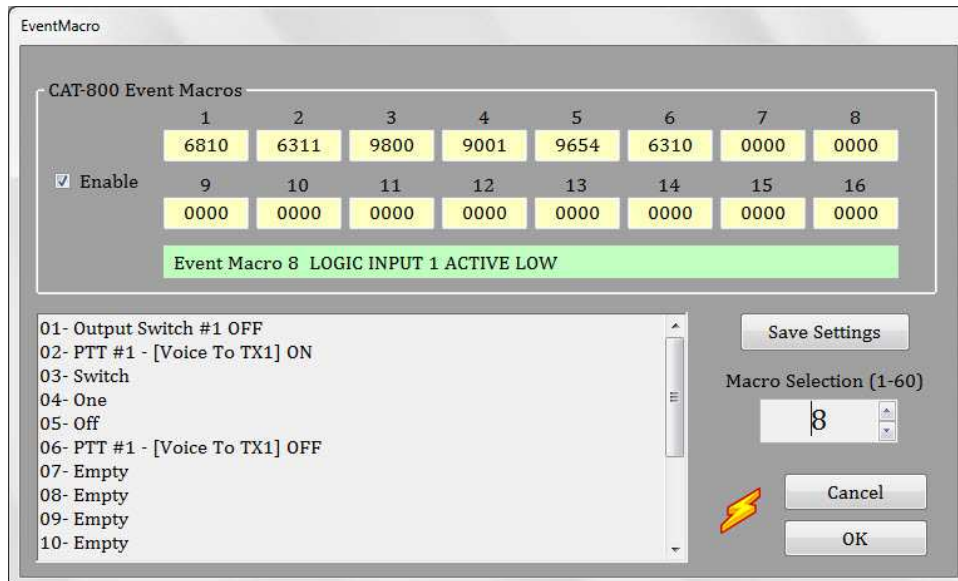 EventMacro
CAT-800 Event Macros
1 2 3 4 5 6 7 8
6810 6311 9800 9001 9654 6310 0000 0000
Enable
9 10 11 12 13 14 15 16
0000 0000 0000 0000 0000 0000 0000 0000
Event Macro 8 LOGIC INPUT 1 ACTIVE LOW
01- Output Switch #1 OFF
02- PTT #1 - [Voice To TX1] ON
03- Switch
04- One
05- Off
06- PTT #1 - [Voice To TX1] OFF
07- Empty
08- Empty
09- Empty
10- Empty
Save Settings
Macro Selection (1-60)
8
Cancel
OK